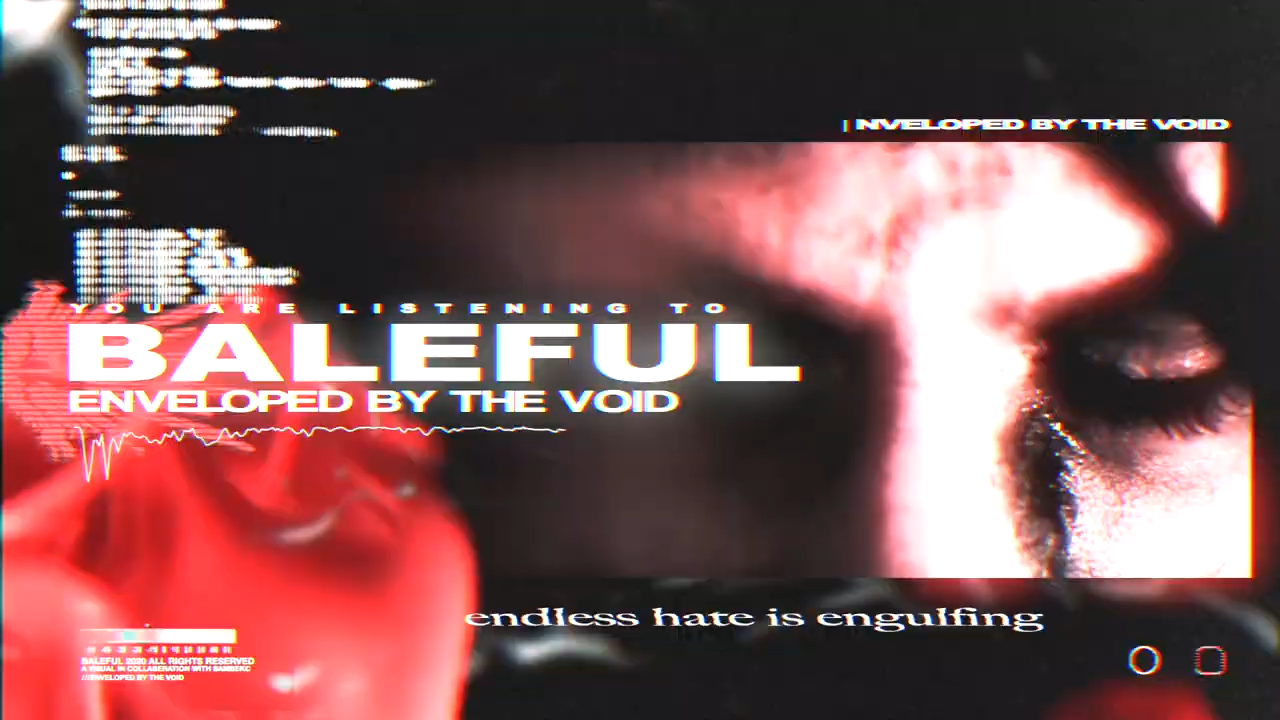 NVELOPED BY THE VOID
YOU ARE LISTENING TO
BALEFUL
ENVELOPED BY THE VOID
endless hate is engulfing
BALEFUL 2020 ALL RIGHTS RESERVED
A VISUAL IN COLLABORATION WITH
///ENVELOPED BY THE VOID